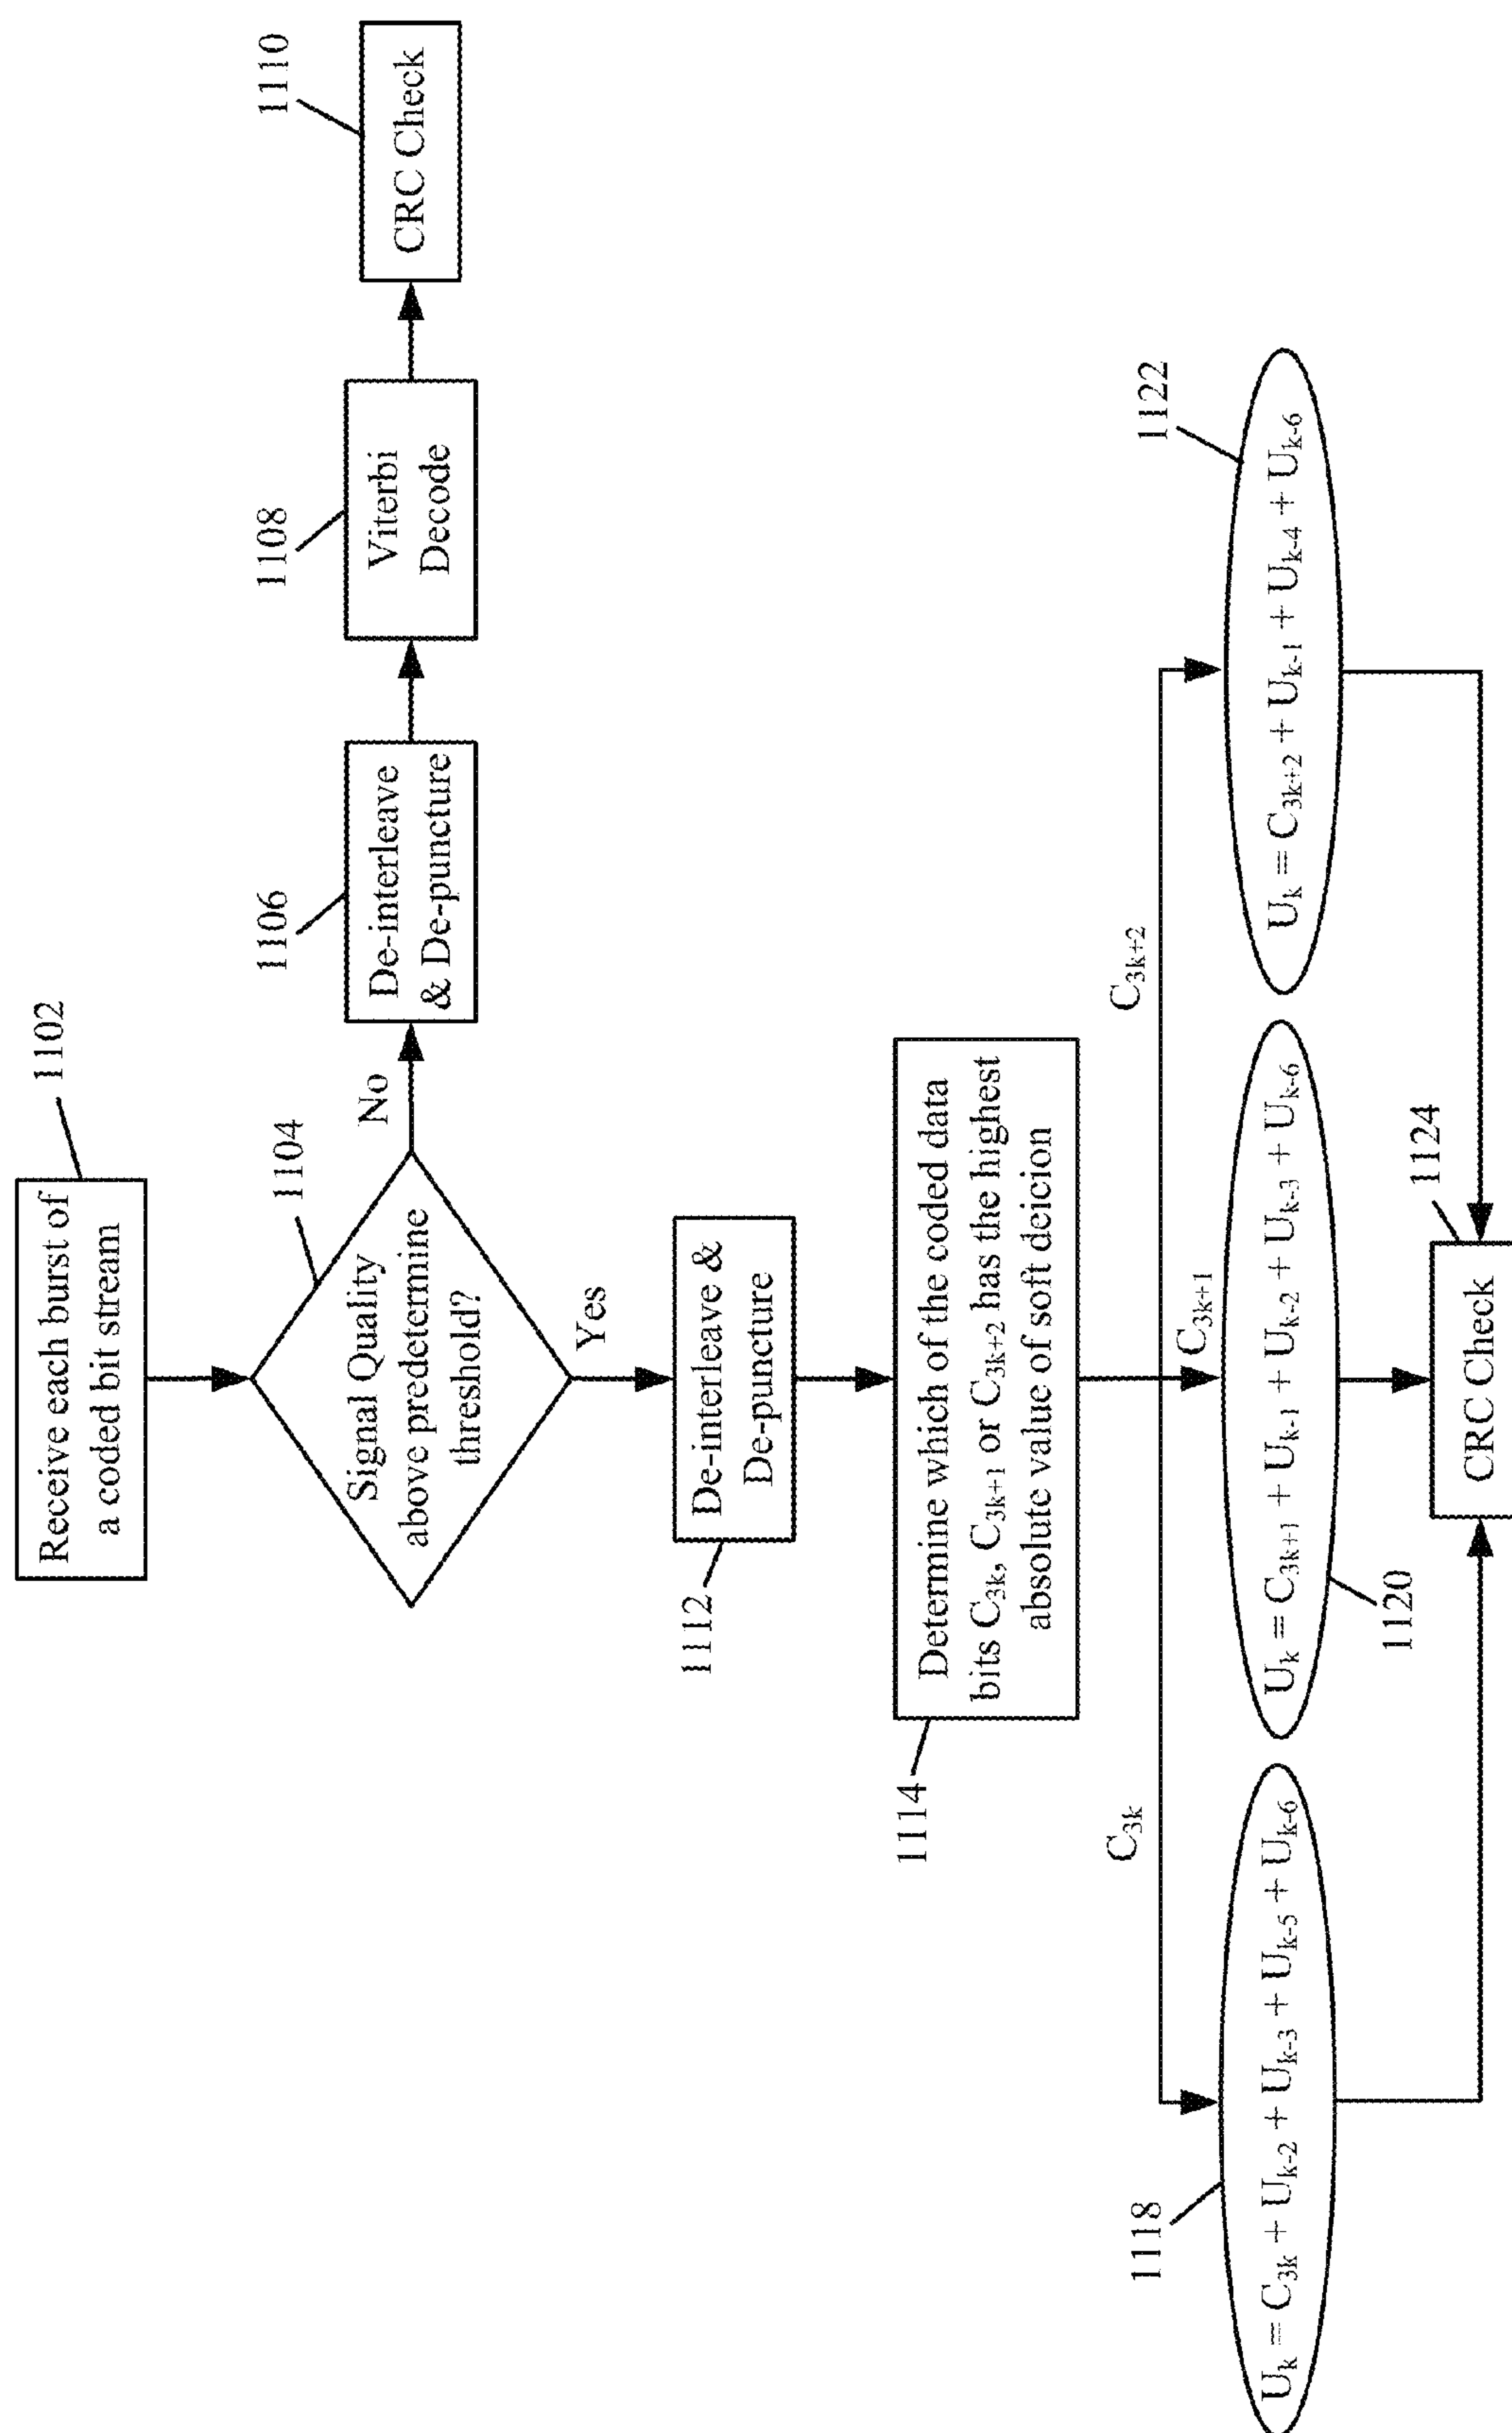 1102
Receive each burst of
a coded bit stream
1104
Signal Quality
above predetermine
threshold?
No
1106
De-interleave
& De-puncture
1108
Viterbi
Decode
1110
CRC Check
Yes
1112
De-interleave &
De-puncture
1114
Determine which of the coded data
bits C3k, C3k+1 or C3k+2 has the highest
absolute value of soft deicion
C3k
C3k+1
C3k+2
1118
Uk = C3k + Uk-2 + Uk-3 + Uk-5 + Uk-6
1120
Uk = C3k+1 + Uk-1 + Uk-2 + Uk-3 + Uk-6
1122
Uk = C3k+2 + Uk-1 + Uk-4 + Uk-6
1124
CRC Check